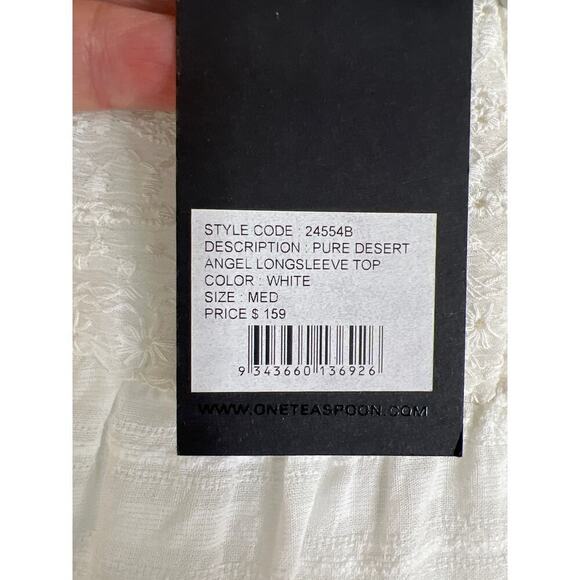 STYLE CODE : 24554B
DESCRIPTION : PURE DESERT
ANGEL LONGSLEEVE TOP
COLOR : WHITE
SIZE : MED
PRICE $ 159
9 343660 136926
WWW.ONETEASPOON.COM